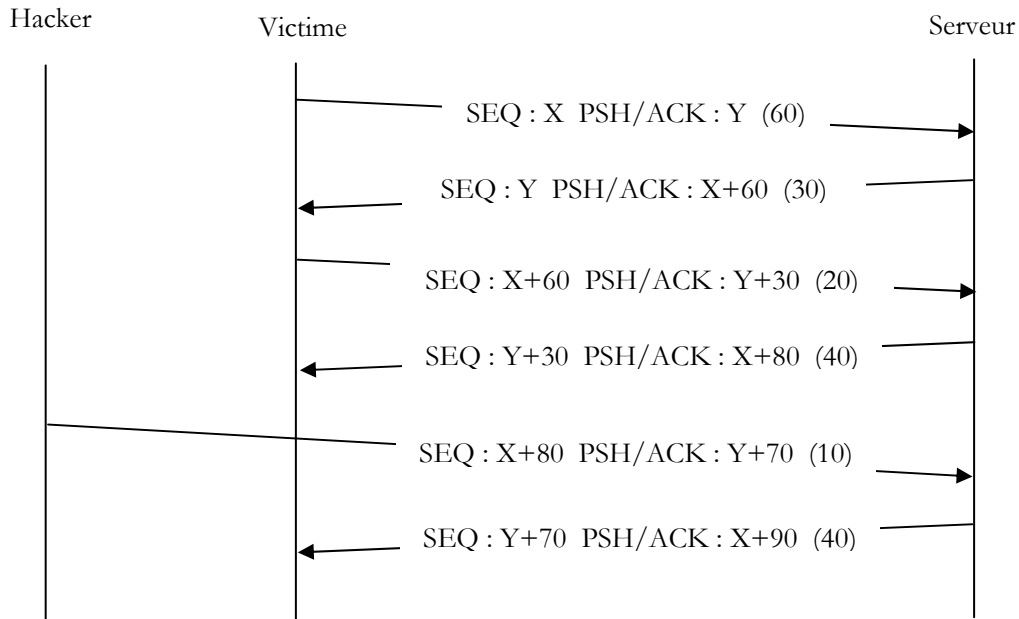 Hacker
Victime
Serveur
SEQ : X PSH/ACK : Y (60)
SEQ : Y PSH/ACK : X+60 (30)
SEQ : X+60 PSH/ACK : Y+30 (20)
SEQ : Y+30 PSH/ACK : X+80 (40)
SEQ : X+80 PSH/ACK : Y+70 (10)
SEQ : Y+70 PSH/ACK : X+90 (40)